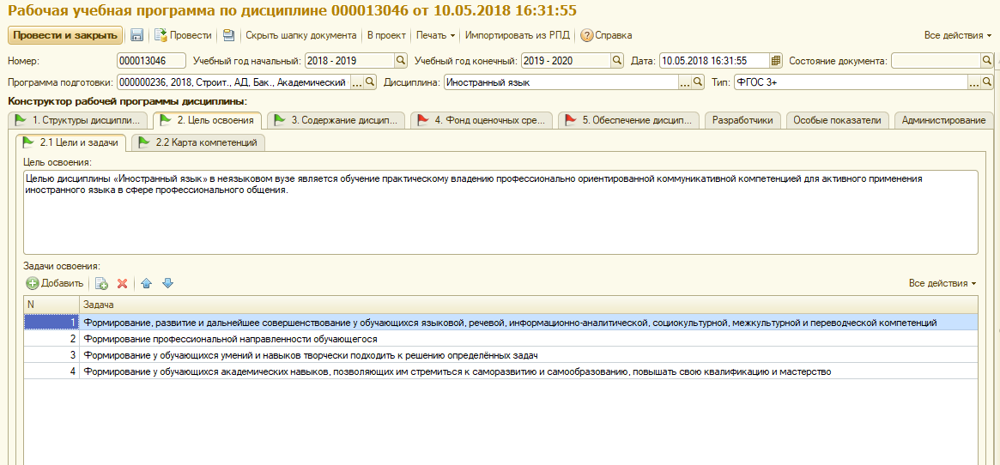 Рабочая учебная программа по дисциплине 000013046 от 10.05.2018 16:31:55
Провести и закрыть Провести Скрыть шапку документа В проект Печать Импортировать из РПД Справка Все действия
Номер: 000013046 Учебный год начальный: 2018 - 2019 Учебный год конечный: 2019 - 2020 Дата: 10.05.2018 16:31:55 Состояние документа:
Программа подготовки: 000000236, 2018, Строит., АД, Бак., Академический ... Дисциплина: Иностранный язык ... Тип: ФГОС 3+ ...
Конструктор рабочей программы дисциплины:
1. Структуры дисципли... 2. Цель освоения 3. Содержание дисцип... 4. Фонд оценочных сре... 5. Обеспечение дисцип... Разработчики Особые показатели Администрирование
2.1 Цели и задачи 2.2 Карта компетенций
Цель освоения:
Целью дисциплины «Иностранный язык» в неязыковом вузе является обучение практическому владению профессионально ориентированной коммуникативной компетенцией для активного применения
иностранного языка в сфере профессионального общения.
Задачи освоения:
Добавить Все действия
N Задача
1 Формирование, развитие и дальнейшее совершенствование у обучающихся языковой, речевой, информационно-аналитической, социокультурной, межкультурной и переводческой компетенций
2 Формирование профессиональной направленности обучающегося
3 Формирование у обучающихся умений и навыков творчески подходить к решению определённых задач
4 Формирование у обучающихся академических навыков, позволяющих им стремиться к саморазвитию и самообразованию, повышать свою квалификацию и мастерство